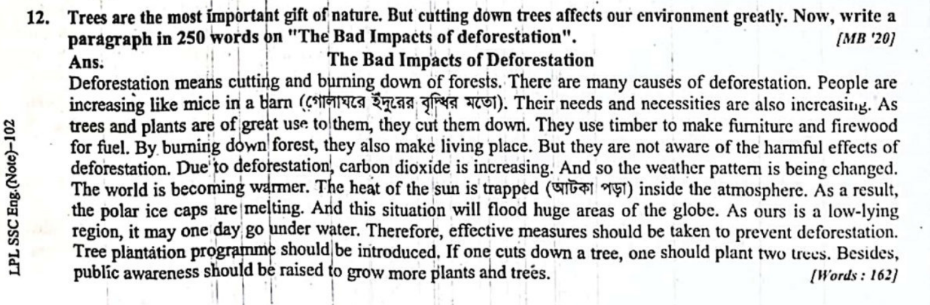 12. Trees are the most important gift of nature. But cutting down trees affects our environment greatly. Now, write a
paragraph in 250 words on "The Bad Impacts of deforestation". [MB '20]
Ans. The Bad Impacts of Deforestation
Deforestation means cutting and burning down of forests. There are many causes of deforestation. People are
increasing like mice in a barn (গোলাঘরে ইঁদুরের বৃদ্ধির মতো). Their needs and necessities are also increasing. As
trees and plants are of great use to them, they cut them down. They use timber to make furniture and firewood
for fuel. By burning down forest, they also make living place. But they are not aware of the harmful effects of
deforestation. Due to deforestation, carbon dioxide is increasing. And so the weather pattern is being changed.
The world is becoming warmer. The heat of the sun is trapped (আটকা পড়া) inside the atmosphere. As a result,
the polar ice caps are melting. And this situation will flood huge areas of the globe. As ours is a low-lying
region, it may one day go under water. Therefore, effective measures should be taken to prevent deforestation.
Tree plantation programme should be introduced. If one cuts down a tree, one should plant two trees. Besides,
public awareness should be raised to grow more plants and trees. [Words : 162]
LPL SSC Eng.(Note)–102